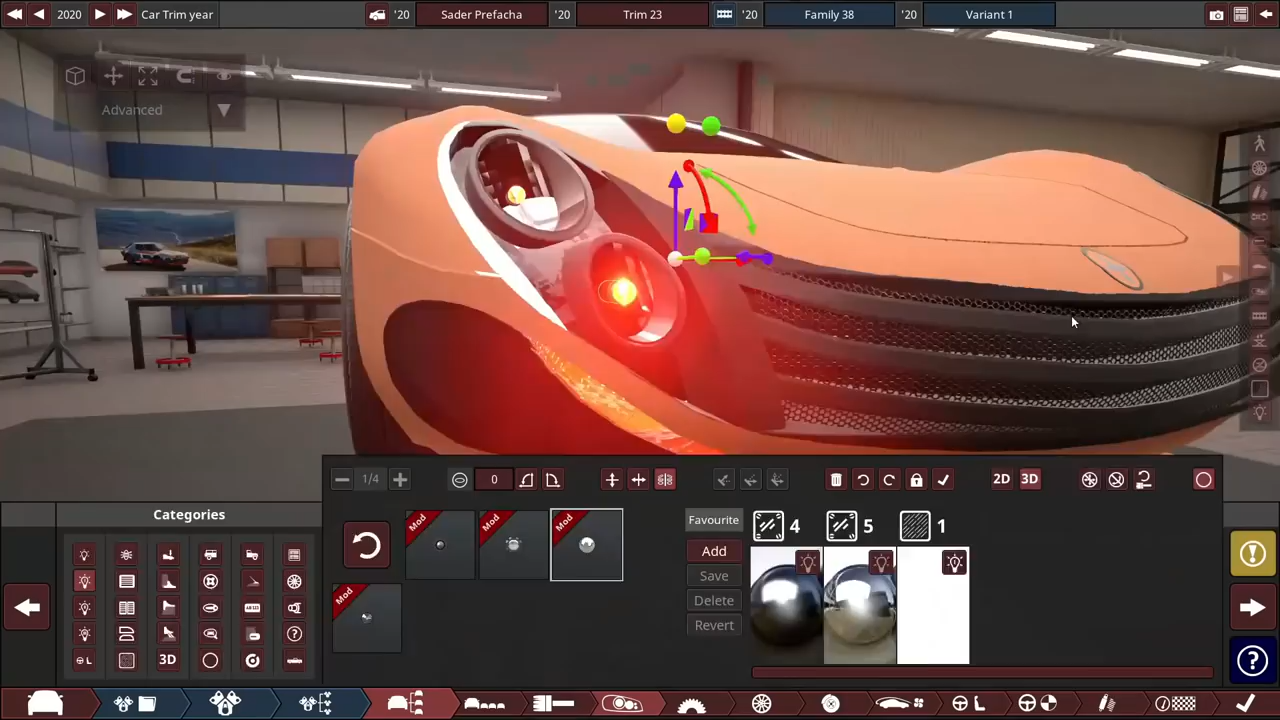 2020 Car Trim year '20 Sader Prefacha '20 Trim 23 '20 Family 38 '20 Variant 1
Advanced
1/4 0 2D 3D
Categories
Mod Mod Mod
Mod
Favourite 4 5 1
Add
Save
Delete
Revert
L 3D